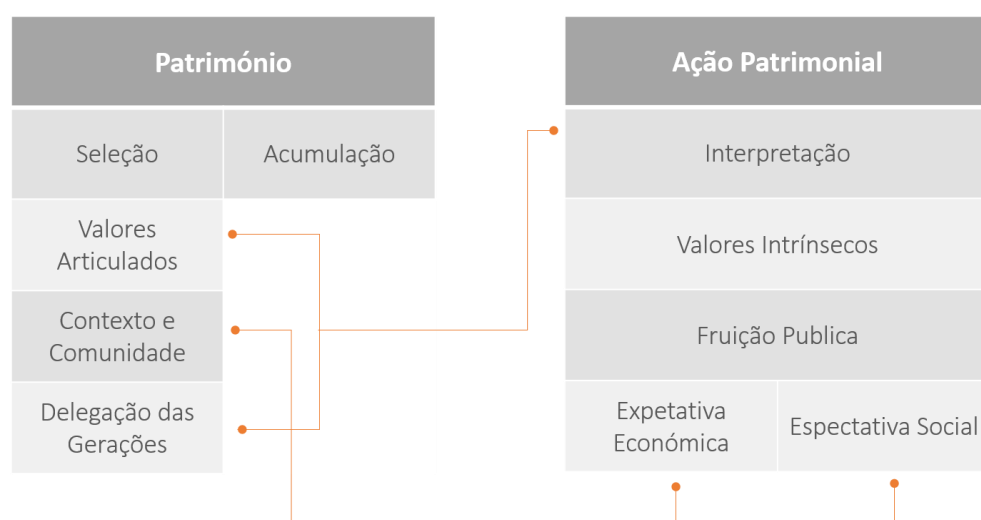 Património
Seleção
Acumulação
Valores
Articulados
Contexto e
Comunidade
Delegação das
Gerações
Ação Patrimonial
Interpretação
Valores Intrínsecos
Fruição Publica
Expetativa
Económica
Espectativa Social